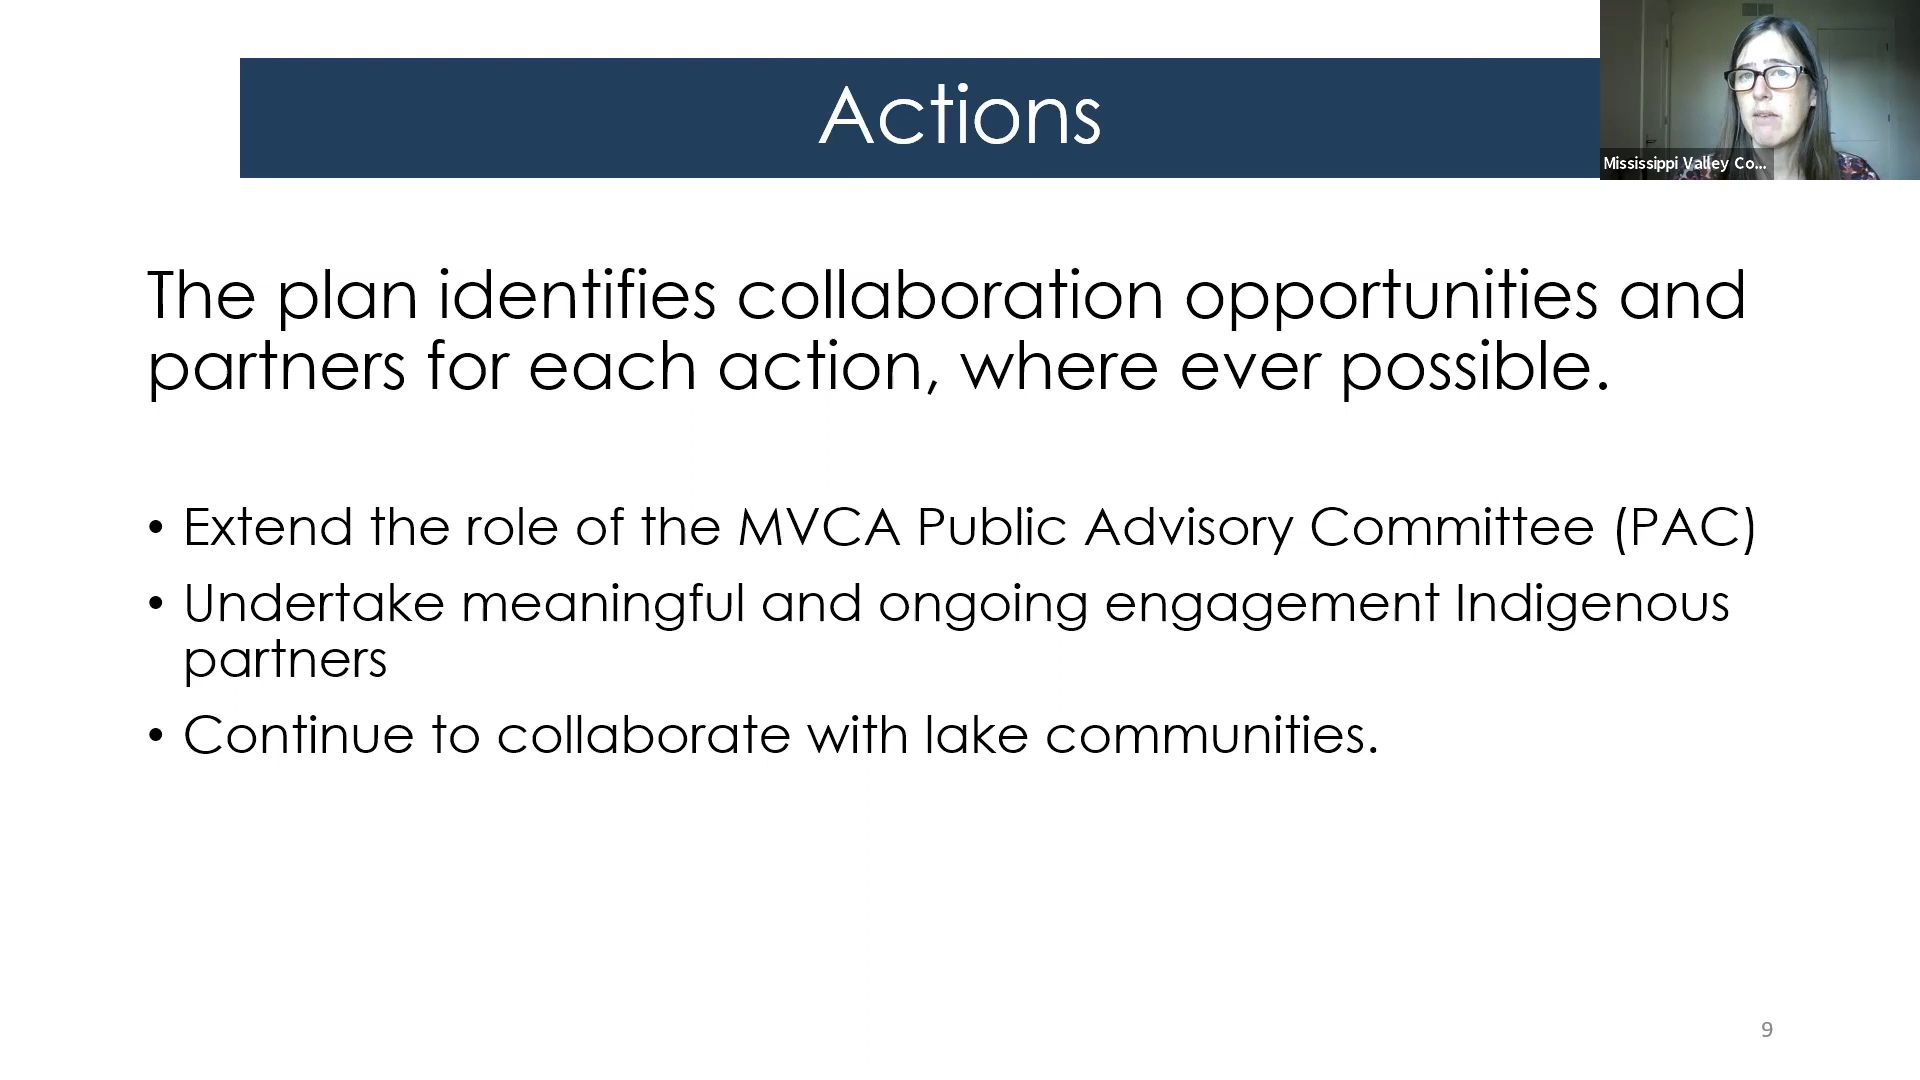 Actions
Mississippi Valley Co...
The plan identifies collaboration opportunities and
partners for each action, where ever possible.
• Extend the role of the MVCA Public Advisory Committee (PAC)
• Undertake meaningful and ongoing engagement Indigenous
partners
• Continue to collaborate with lake communities.
9